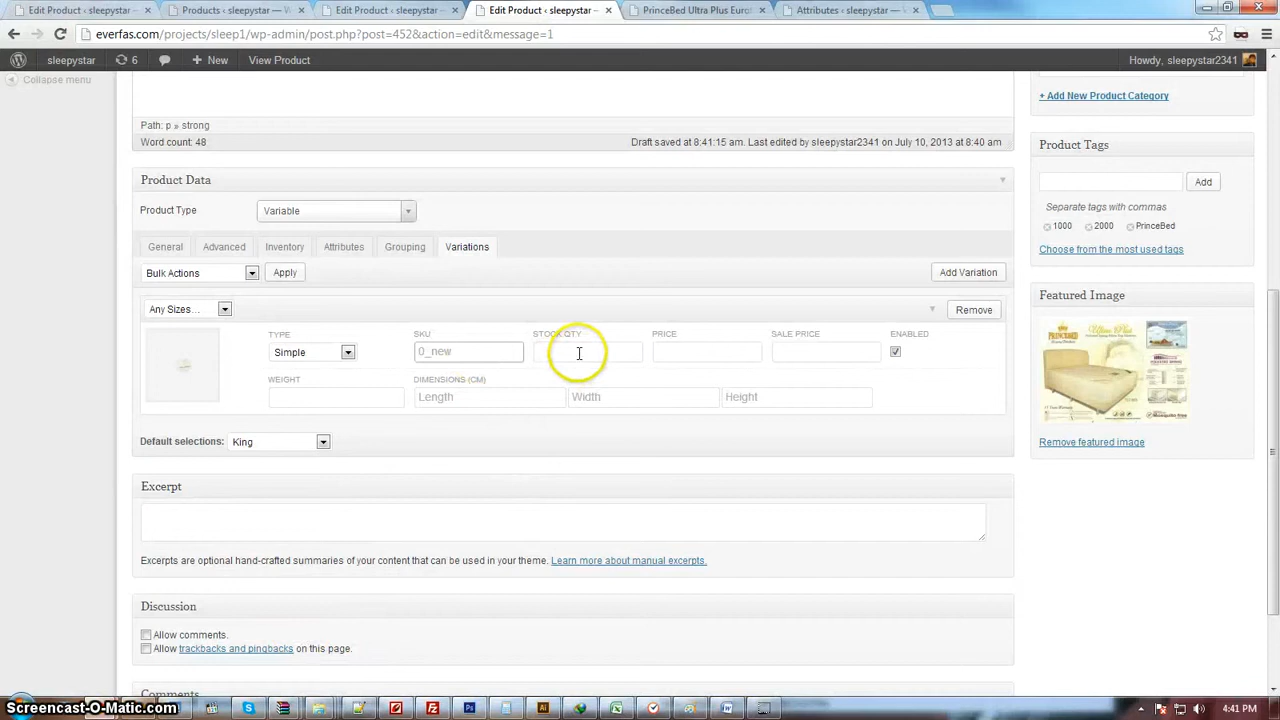 Edit Product ‹ sleepystar × Products ‹ sleepystar — × Edit Product ‹ sleepystar × Edit Product ‹ sleepystar × PrinceBed Ultra Plus Euro × Attributes ‹ sleepystar — ×
everfas.com/projects/sleep1/wp-admin/post.php?post=452&action=edit&message=1
sleepystar 6 + New View Product Howdy, sleepystar2341
Collapse menu
+ Add New Product Category
Path: p » strong
Word count: 48 Draft saved at 8:41:15 am. Last edited by sleepystar2341 on July 10, 2013 at 8:40 am
Product Tags
Add
Separate tags with commas
1000 2000 PrinceBed
Choose from the most used tags
Product Data
Product Type Variable
General Advanced Inventory Attributes Grouping Variations
Bulk Actions Apply Add Variation
Any Sizes... Remove
TYPE SKU STOCK QTY PRICE SALE PRICE ENABLED
Simple 0_new
WEIGHT DIMENSIONS (CM)
Length Width Height
Default selections: King
Featured Image
Remove featured image
Excerpt
Excerpts are optional hand-crafted summaries of your content that can be used in your theme. Learn more about manual excerpts.
Discussion
Allow comments.
Allow trackbacks and pingbacks on this page.
Comments
Screencast-O-Matic.com
4:41 PM